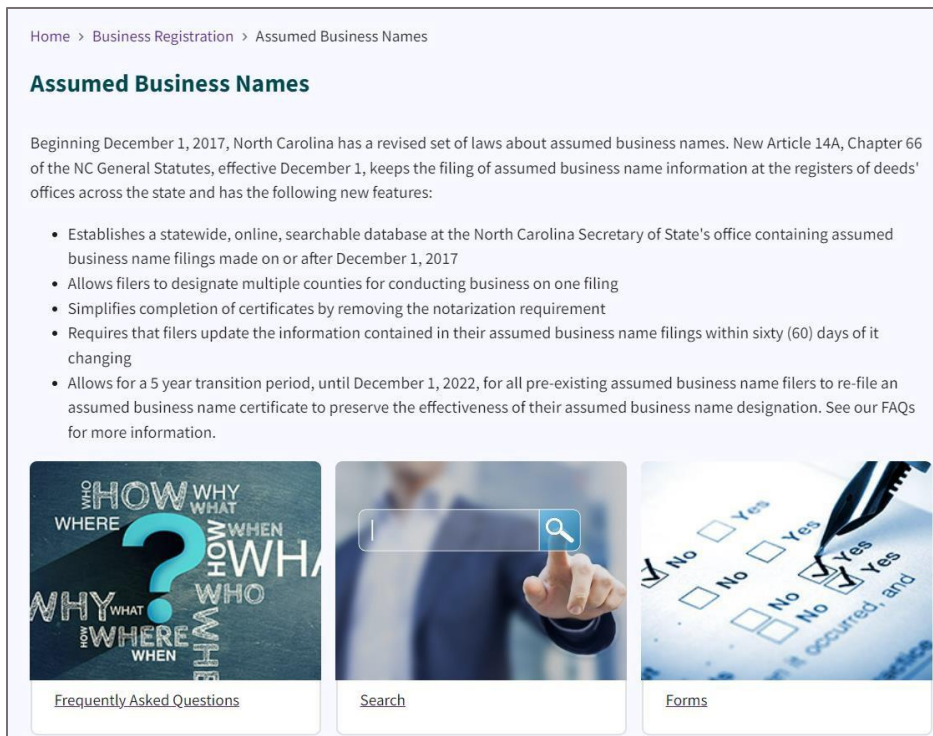 Home > Business Registration > Assumed Business Names
Assumed Business Names
Beginning December 1, 2017, North Carolina has a revised set of laws about assumed business names. New Article 14A, Chapter 66
of the NC General Statutes, effective December 1, keeps the filing of assumed business name information at the registers of deeds'
offices across the state and has the following new features:
• Establishes a statewide, online, searchable database at the North Carolina Secretary of State's office containing assumed
business name filings made on or after December 1, 2017
• Allows filers to designate multiple counties for conducting business on one filing
• Simplifies completion of certificates by removing the notarization requirement
• Requires that filers update the information contained in their assumed business name filings within sixty (60) days of it
changing
• Allows for a 5 year transition period, until December 1, 2022, for all pre-existing assumed business name filers to re-file an
assumed business name certificate to preserve the effectiveness of their assumed business name designation. See our FAQs
for more information.
WHO HOW WHY
WHAT
WHERE ? WHEN
HOW WHA
WHY WHAT WHO
HOW WHERE WHEN
WHEN
No Yes
No Yes
No Yes
No Yes
occurred, and
Frequently Asked Questions
Search
Forms